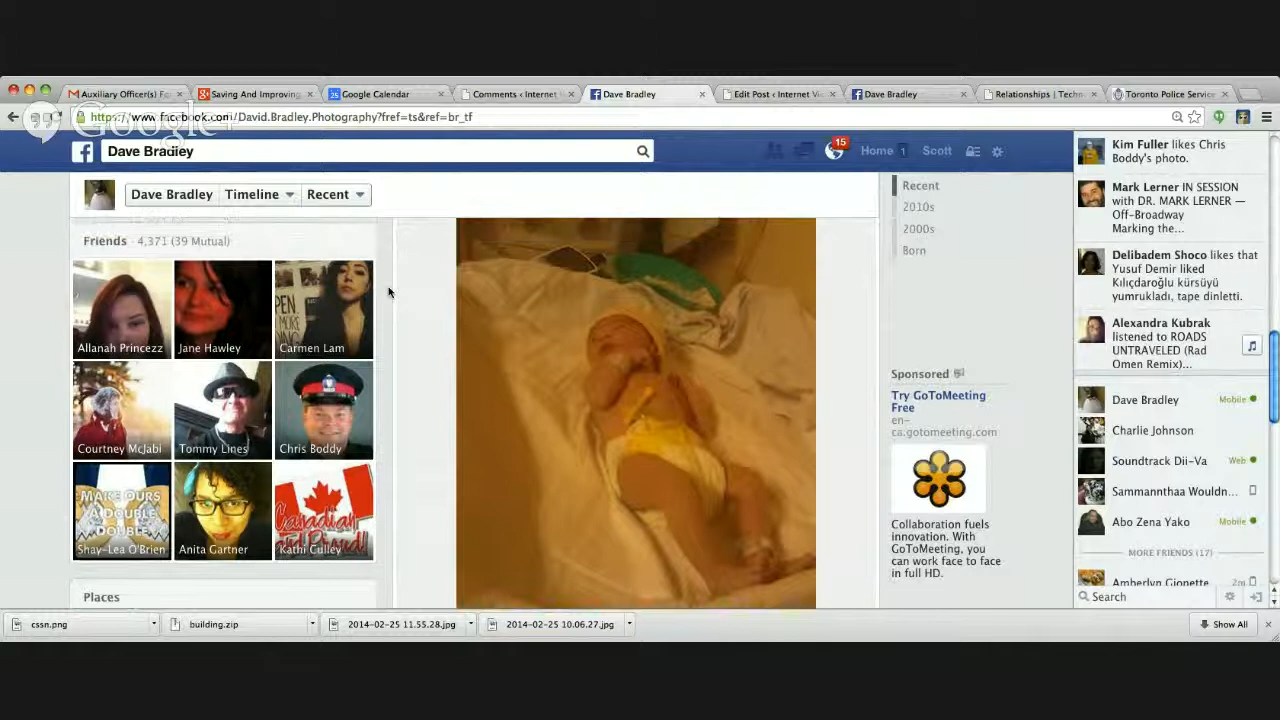 Auxiliary Officer(s) Fo
Saving And Improving
Google Calendar
Comments ‹ Internet
Dave Bradley
Edit Post ‹ Internet Vi
Dave Bradley
Relationships | Techn
Toronto Police Service
Google
https://www.facebook.com/David.Bradley.Photography?fref=ts&ref=br_tf
Dave Bradley
15
Home 1
Scott
Dave Bradley
Timeline
Recent
Friends · 4,371 (39 Mutual)
Allanah Princezz
Jane Hawley
Carmen Lam
Courtney McJabi
Tommy Lines
Chris Boddy
MAKE OURS
A DOUBLE
DOUBLE
Shay-Lea O'Brien
Anita Gartner
Canadian
and Proud!
Kathi Culley
Places
Recent
2010s
2000s
Born
Sponsored
Try GoToMeeting
Free
en-
ca.gotomeeting.com
Collaboration fuels
innovation. With
GoToMeeting, you
can work face to face
in full HD.
Kim Fuller likes Chris
Boddy's photo.
Mark Lerner IN SESSION
with DR. MARK LERNER —
Off-Broadway
Marking the...
Delibadem Shoco likes that
Yusuf Demir liked
Kılıçdaroğlu kürsüyü
yumrukladı, tape dinletti.
Alexandra Kubrak
listened to ROADS
UNTRAVELED (Rad
Omen Remix)...
Dave Bradley Mobile
Charlie Johnson
Soundtrack Dii-Va Web
Sammannthaa Wouldn...
Abo Zena Yako Mobile
MORE FRIENDS (17)
Amberlyn Gionette 2m
Search
cssn.png
building.zip
2014-02-25 11.55.28.jpg
2014-02-25 10.06.27.jpg
Show All